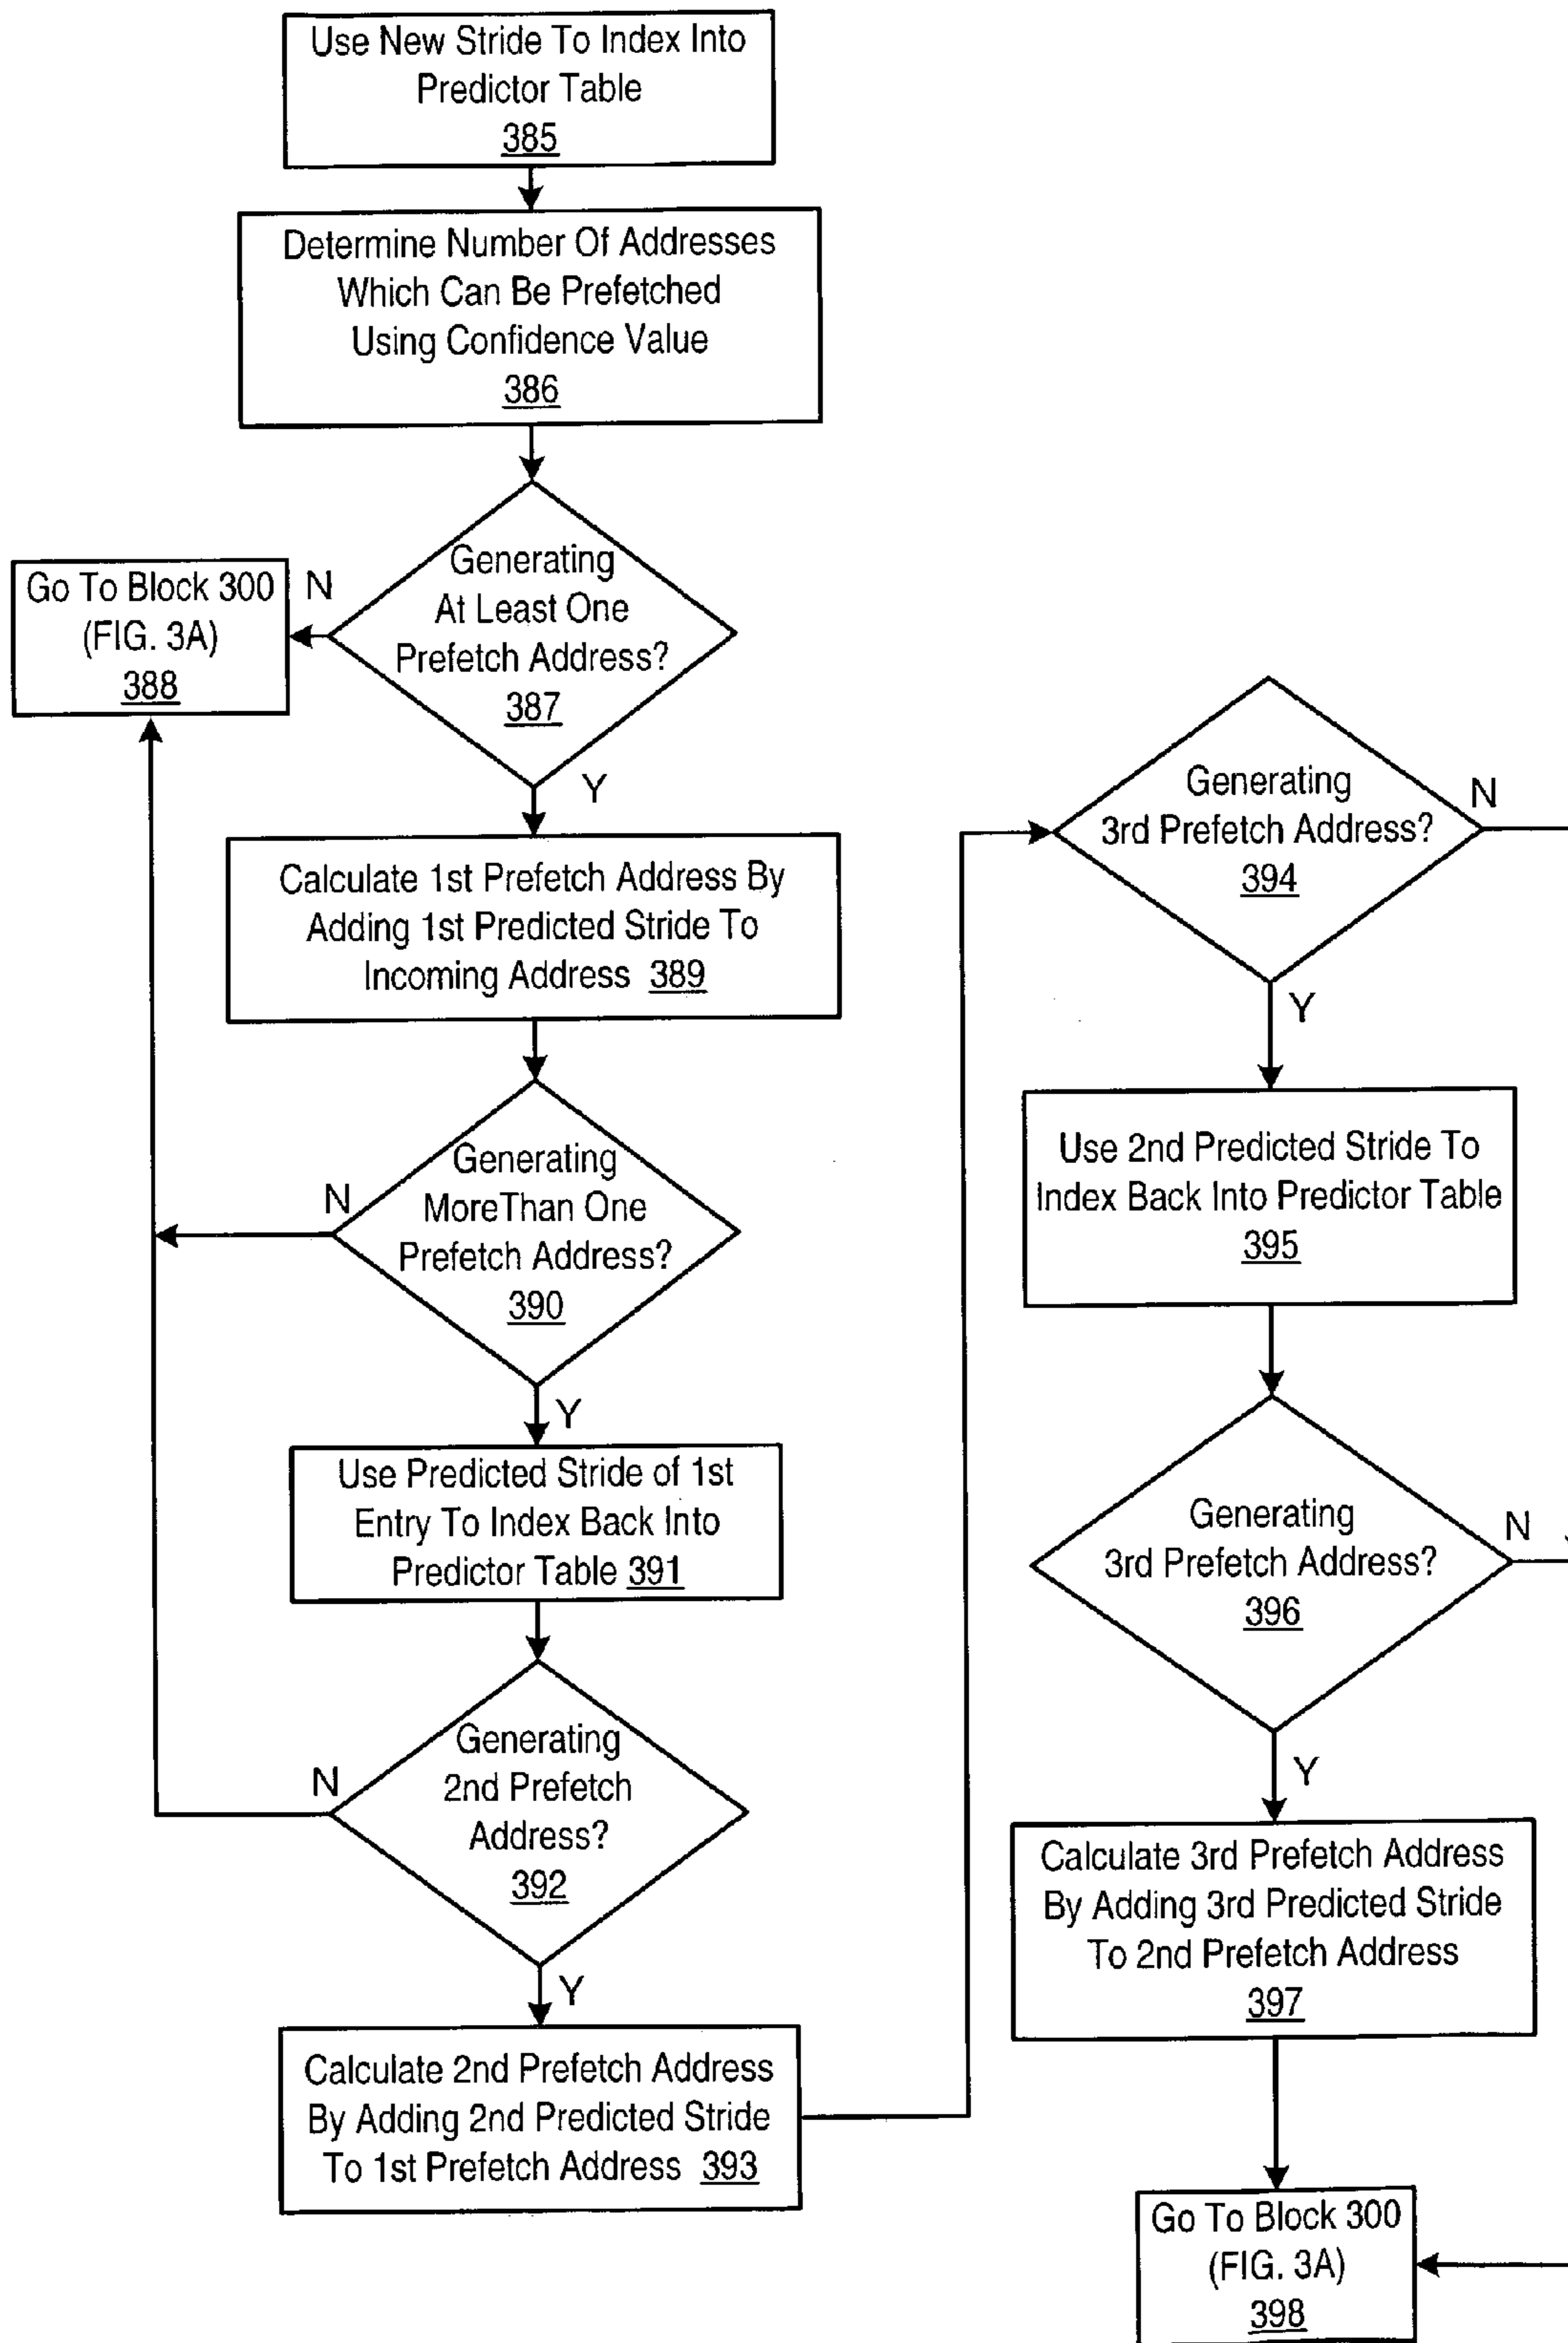 Use New Stride To Index Into
Predictor Table
385
Determine Number Of Addresses
Which Can Be Prefetched
Using Confidence Value
386
Generating
At Least One
Prefetch Address?
387
N
Go To Block 300
(FIG. 3A)
388
Y
Calculate 1st Prefetch Address By
Adding 1st Predicted Stride To
Incoming Address 389
Generating
MoreThan One
Prefetch Address?
390
N
Y
Use Predicted Stride of 1st
Entry To Index Back Into
Predictor Table 391
Generating
2nd Prefetch
Address?
392
N
Y
Calculate 2nd Prefetch Address
By Adding 2nd Predicted Stride
To 1st Prefetch Address 393
Generating
3rd Prefetch Address?
394
N
Y
Use 2nd Predicted Stride To
Index Back Into Predictor Table
395
Generating
3rd Prefetch Address?
396
N
Y
Calculate 3rd Prefetch Address
By Adding 3rd Predicted Stride
To 2nd Prefetch Address
397
Go To Block 300
(FIG. 3A)
398